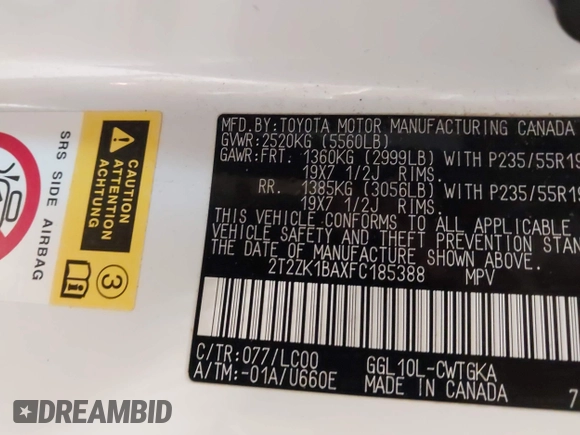 MFD.BY:TOYOTA MOTOR MANUFACTURING CANADA
GVWR:2520KG (5560LB)
GAWR:FRT. 1360KG (2999LB) WITH P235/55R19
19X7 1/2J RIMS.
RR. 1385KG (3056LB) WITH P235/55R19
19X7 1/2J RIMS.
THIS VEHICLE CONFORMS TO ALL APPLICABLE
VEHICLE SAFETY AND THEFT PREVENTION STAN
DATE OF MANUFACTURE SHOWN ABOVE.
2T2ZK1BAXFC185388 MPV
C/TR:077/LC00 GGL10L-CWTGKA
A/TM:-01A/U660E MADE IN CANADA 7
SRS SIDE AIRBAG
CAUTION
ATTENTION
ACHTUNG
3
i
$DREAMBID